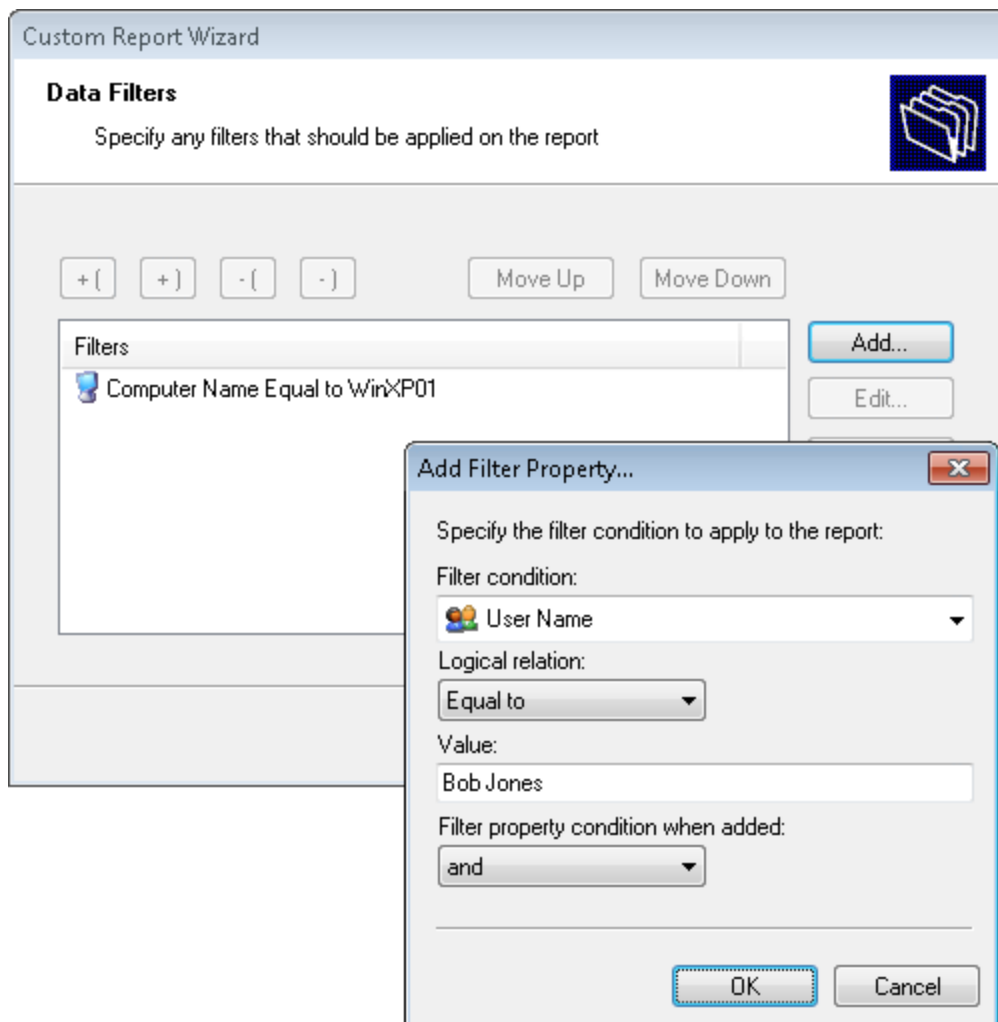 Custom Report Wizard
Data Filters
Specify any filters that should be applied on the report
+ (
+ )
- (
- )
Move Up
Move Down
Filters
Add...
Computer Name Equal to WinXP01
Edit...
Add Filter Property...
Specify the filter condition to apply to the report:
Filter condition:
User Name
Logical relation:
Equal to
Value:
Bob Jones
Filter property condition when added:
and
OK
Cancel